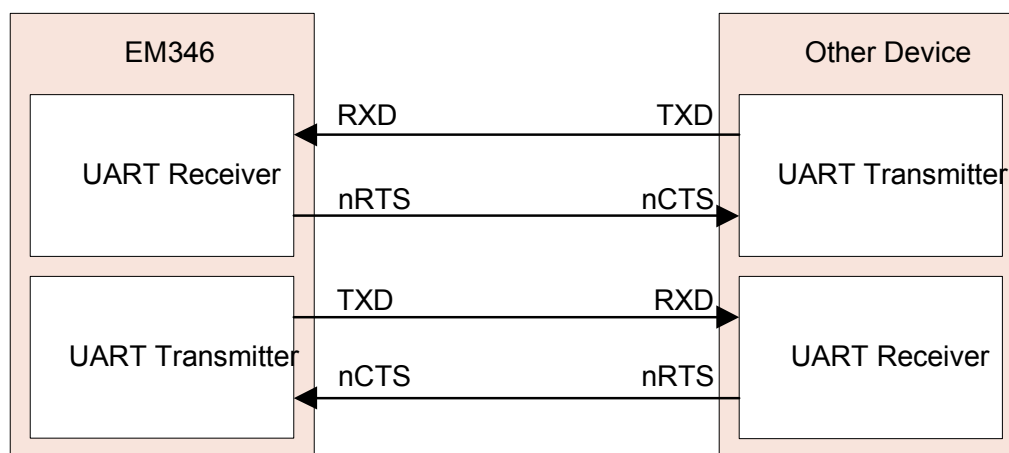 EM346
Other Device
RXD TXD
UART Receiver
UART Transmitter
nRTS nCTS
TXD RXD
UART Transmitter
UART Receiver
nCTS nRTS